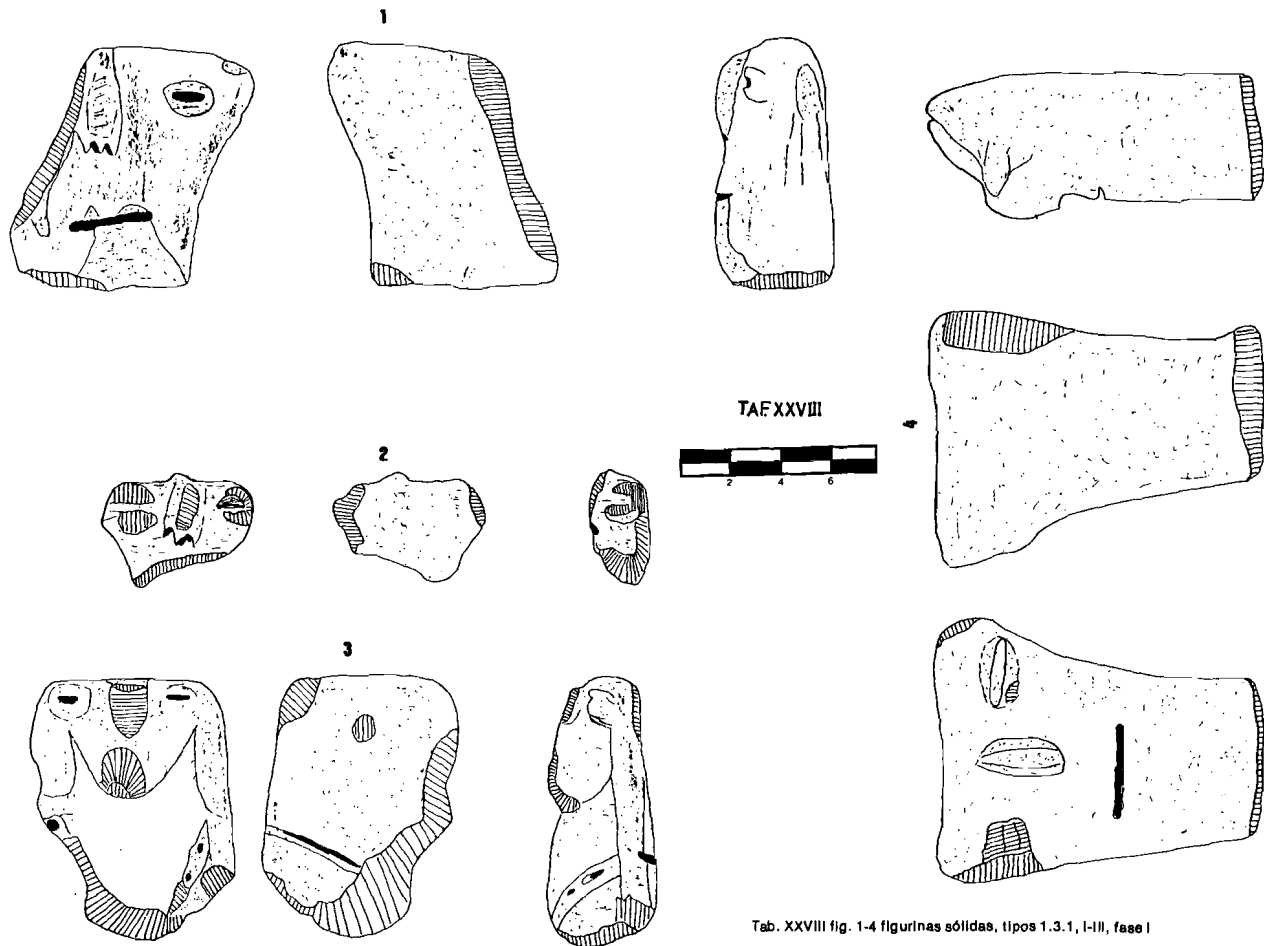 1
TAF. XXVIII
2 4 6
4
2
3
Tab. XXVIII fig. 1-4 figurinas sólidas, tipos 1.3.1, I-III, fase I